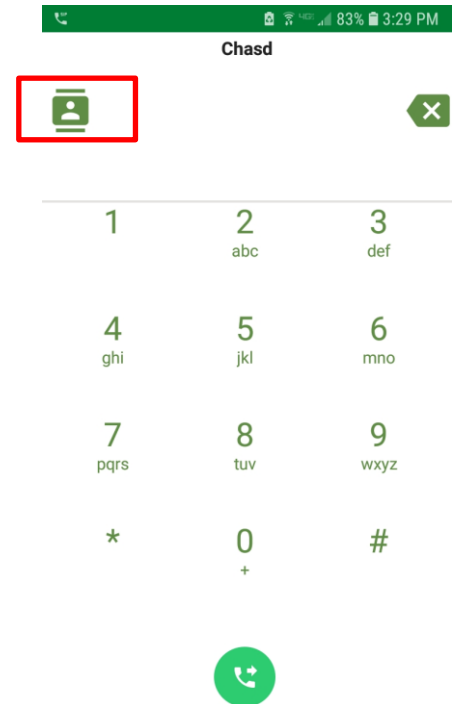 83% 3:29 PM
Chasd
1 2 3
abc def
4 5 6
ghi jkl mno
7 8 9
pqrs tuv wxyz
* 0 #
+